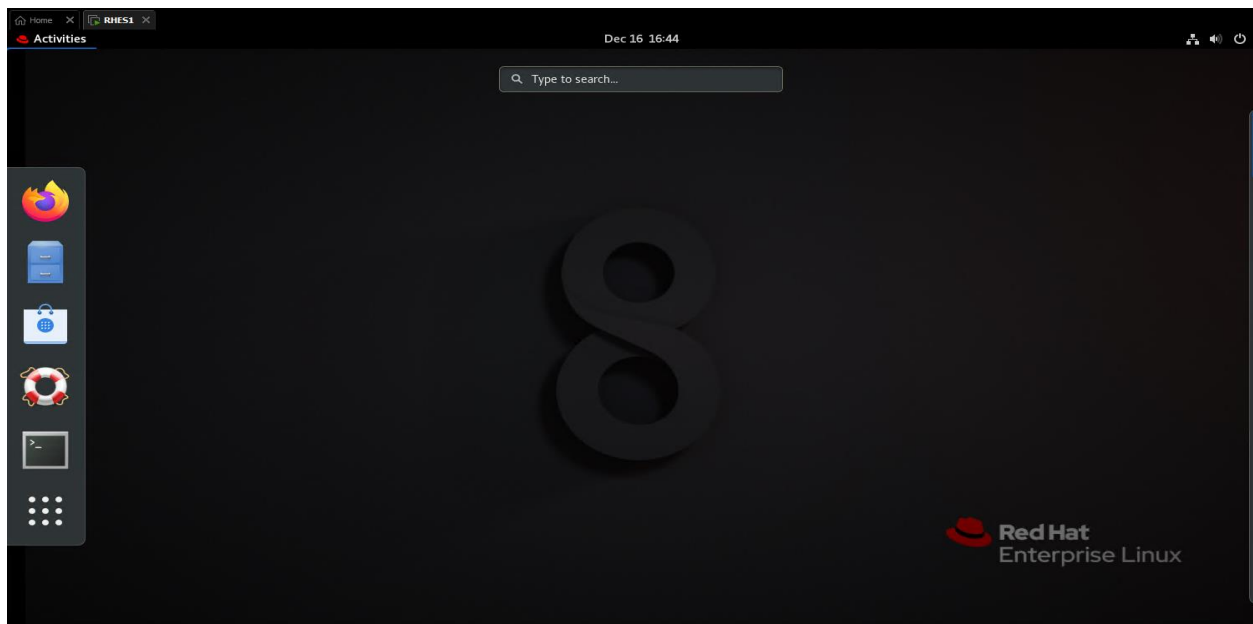 Home
RHES1
Activities
Dec 16 16:44
Type to search...
8
>_
Red Hat
Enterprise Linux